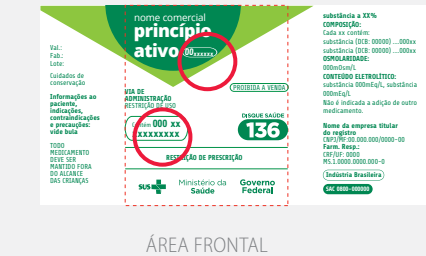 Val.:
Fab.:
Lote:
Cuidados de
conservação
Informações ao
paciente,
indicações,
contraindicações
e precauções:
vide bula
TODO
MEDICAMENTO
DEVE SER
MANTIDO FORA
DO ALCANCE
DAS CRIANÇAS
nome comercial
princípio
ativo 00xxxxxx
VIA DE
ADMINISTRAÇÃO
RESTRIÇÃO DE USO
PROIBIDA A VENDA
Contém 000 xx
xxxxxxxxx
DISQUE SAÚDE
136
RESTRIÇÃO DE PRESCRIÇÃO
SUS
Ministério da
Saúde
Governo
Federal
substância a XX%
COMPOSIÇÃO:
Cada xx contém:
substância (DCB: 00000) ...000xx
substância (DCB: 00000) ...000xx
OSMOLARIDADE:
000mOsm/L
CONTEÚDO ELETROLÍTICO:
substância 000mEq/L, substância
000mEq/L
Não é indicada a adição de outro
medicamento.
Nome da empresa titular
do registro
CNPJ/MF:00.000.000/0000-00
Farm. Resp.:
CRF/UF: 0000
MS.1.0000.0000.000-0
Indústria Brasileira
SAC 0800-000000
ÁREA FRONTAL